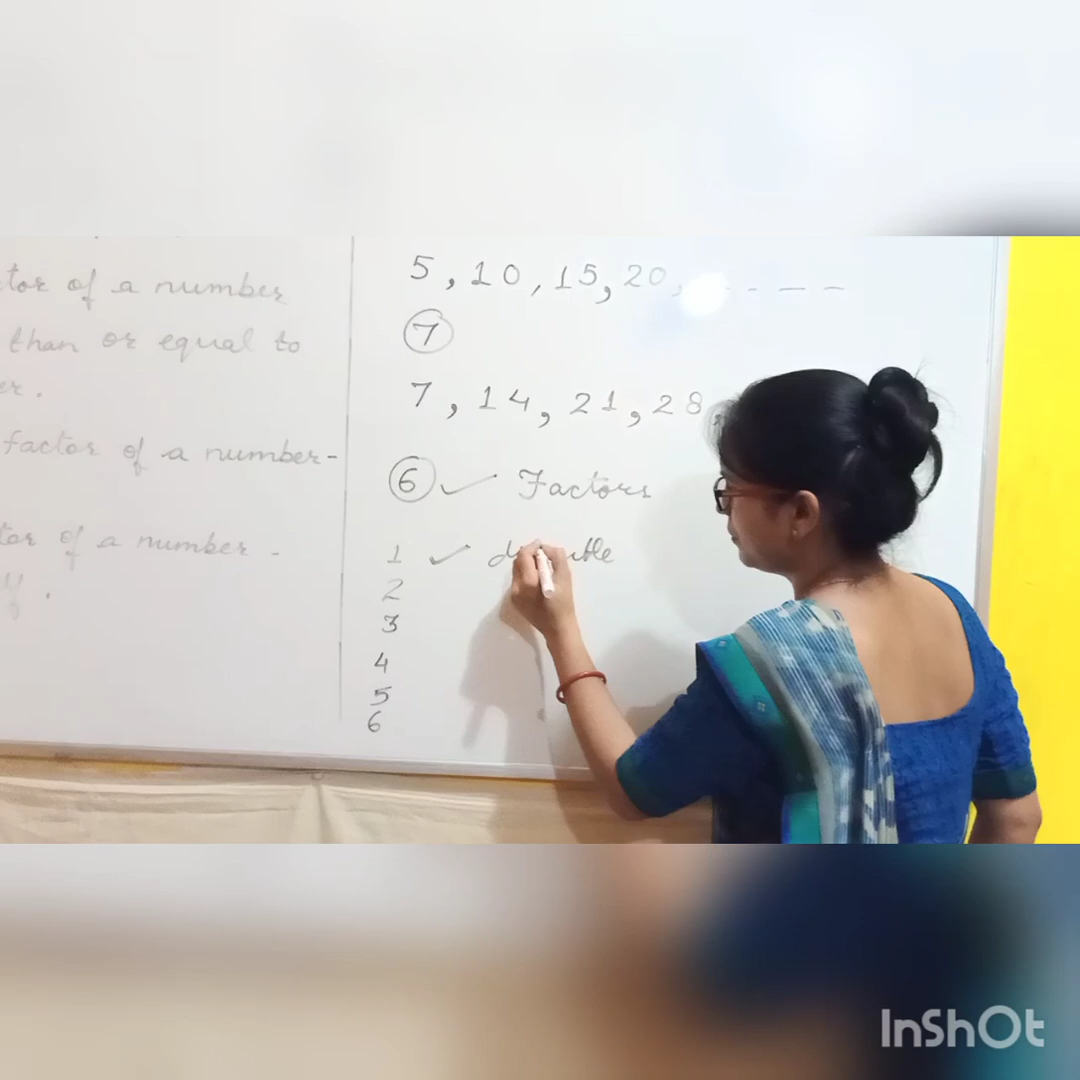 tor of a number
than or equal to
er.
factor of a number-
tor of a number -
5, 10, 15, 20, - - - -
7
7, 14, 21, 28
6 ✓ Factors
1 ✓
2
3
4
5
6
InShOt